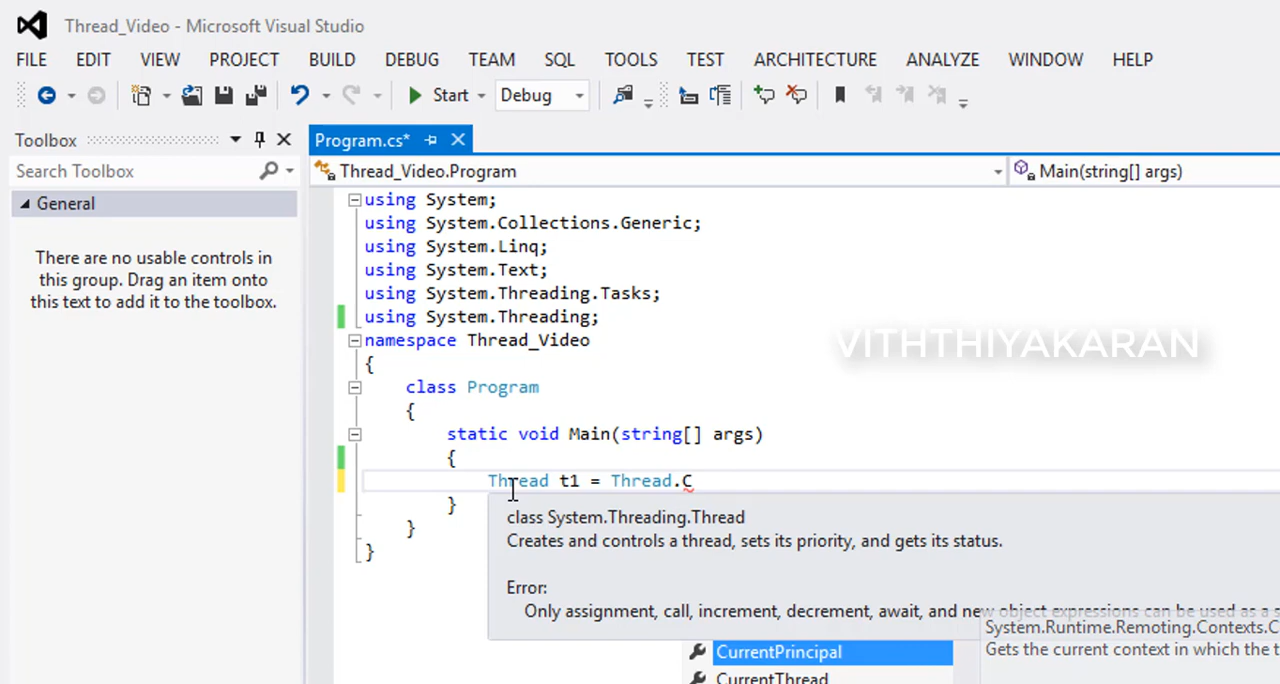 Thread_Video - Microsoft Visual Studio
FILE EDIT VIEW PROJECT BUILD DEBUG TEAM SQL TOOLS TEST ARCHITECTURE ANALYZE WINDOW HELP
Start Debug
Toolbox
Search Toolbox
General
There are no usable controls in
this group. Drag an item onto
this text to add it to the toolbox.
Program.cs*
Thread_Video.Program
Main(string[] args)
using System;
using System.Collections.Generic;
using System.Linq;
using System.Text;
using System.Threading.Tasks;
using System.Threading;
namespace Thread_Video
{
class Program
{
static void Main(string[] args)
{
Thread t1 = Thread.C
}
}
}
VITHTHIYAKARAN
class System.Threading.Thread
Creates and controls a thread, sets its priority, and gets its status.
Error:
Only assignment, call, increment, decrement, await, and new object expressions can be used as a s
System.Runtime.Remoting.Contexts.C
Gets the current context in which the t
CurrentPrincipal
CurrentThread